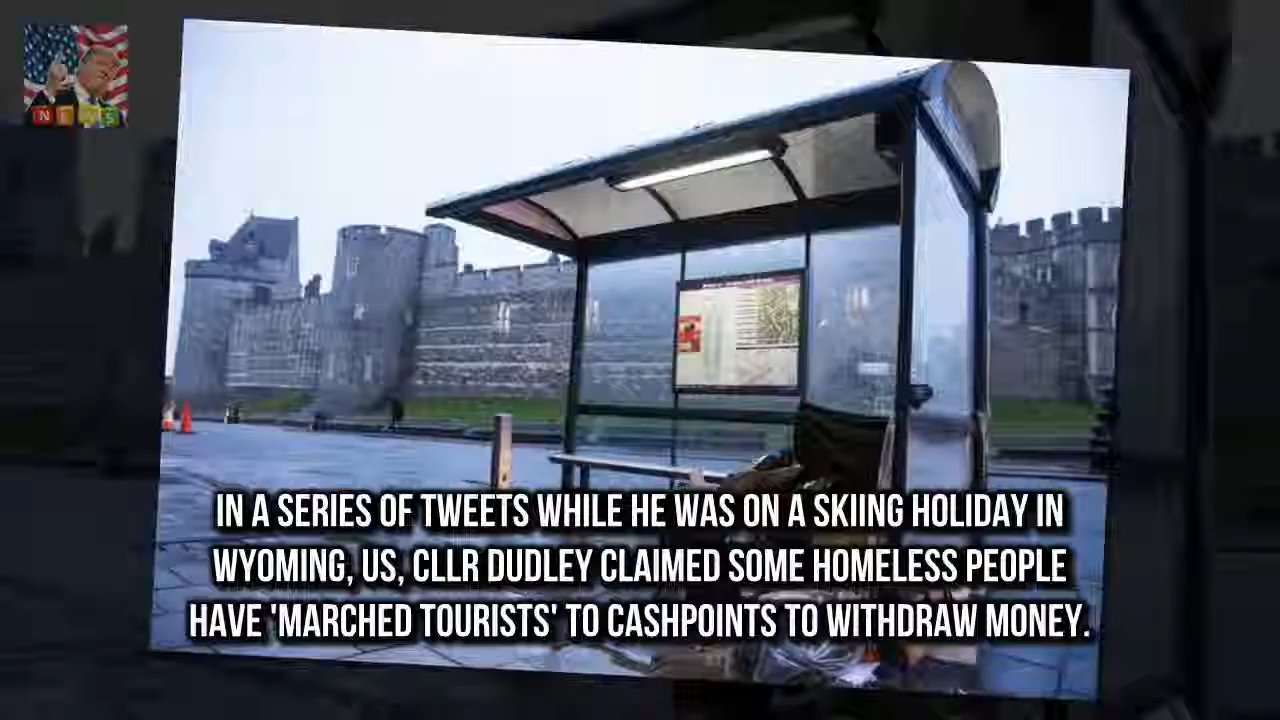 NEWS
IN A SERIES OF TWEETS WHILE HE WAS ON A SKIING HOLIDAY IN
WYOMING, US, CLLR DUDLEY CLAIMED SOME HOMELESS PEOPLE
HAVE 'MARCHED TOURISTS' TO CASHPOINTS TO WITHDRAW MONEY.